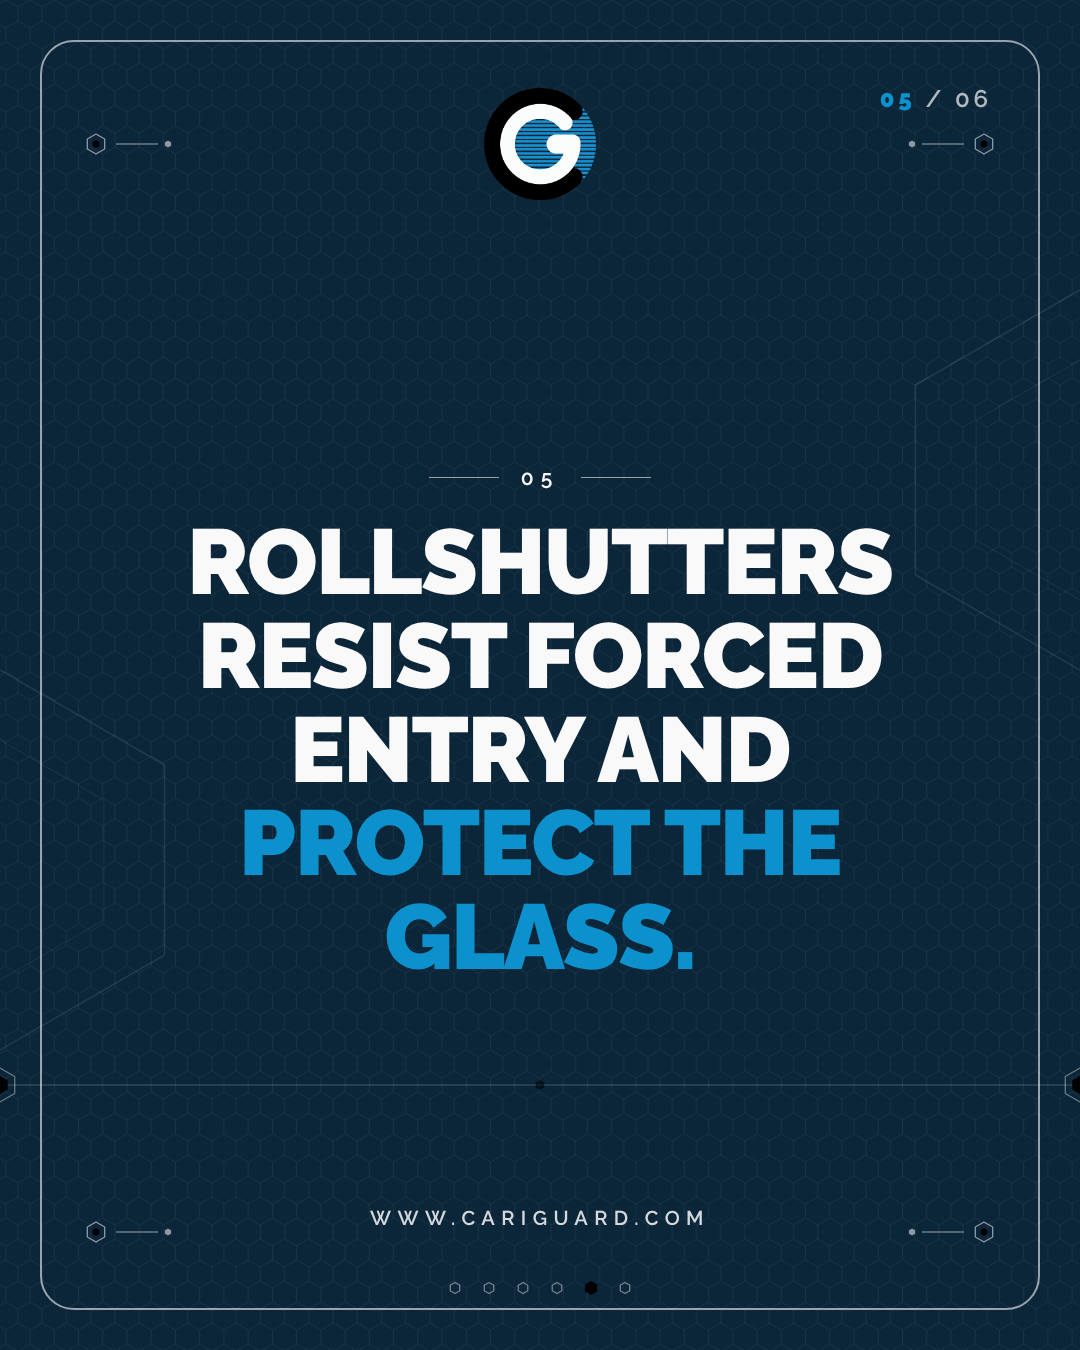 05 / 06
05
ROLLSHUTTERS
RESIST FORCED
ENTRY AND
PROTECT THE
GLASS.
WWW.CARIGUARD.COM